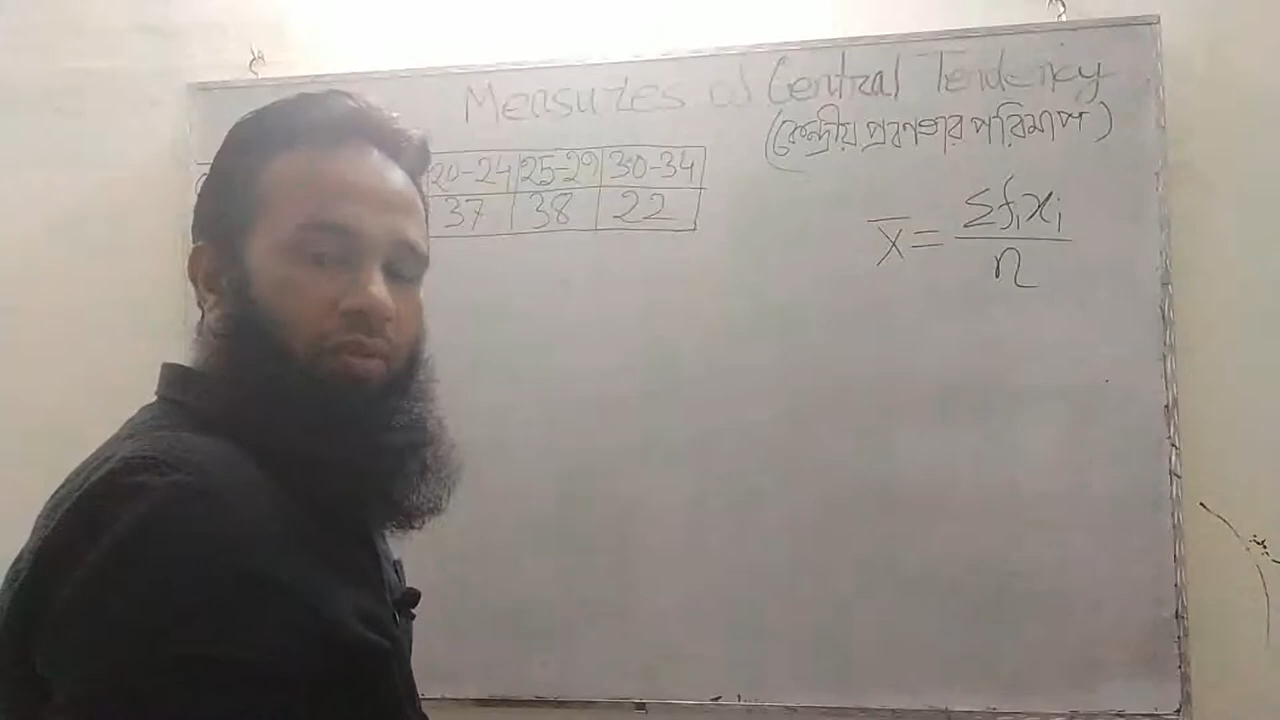 Measures of Central Tendency
(কেন্দ্রীয় প্রবণতার পরিমাপ)
20-24 25-29 30-34
37 38 22
x̄ = Σfᵢxᵢ / n